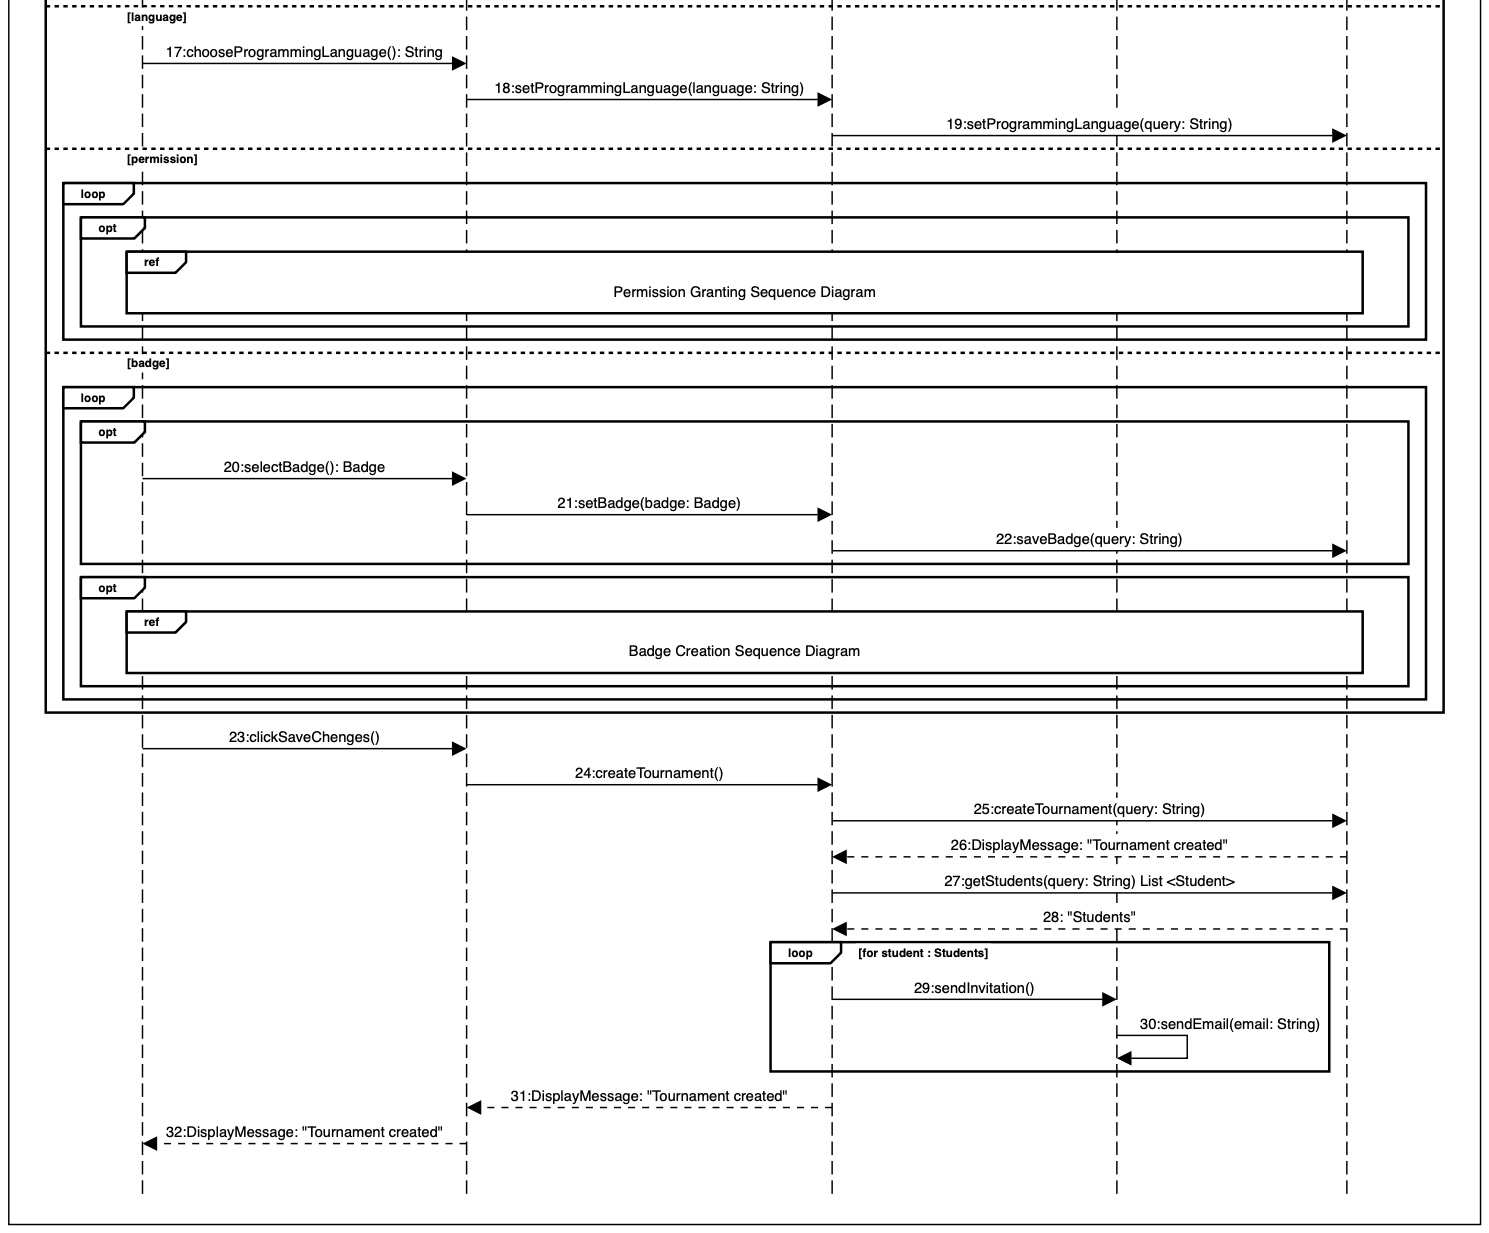 [language]
17:chooseProgrammingLanguage(): String
18:setProgrammingLanguage(language: String)
19:setProgrammingLanguage(query: String)
[permission]
loop
opt
ref
Permission Granting Sequence Diagram
[badge]
loop
opt
20:selectBadge(): Badge
21:setBadge(badge: Badge)
22:saveBadge(query: String)
opt
ref
Badge Creation Sequence Diagram
23:clickSaveChenges()
24:createTournament()
25:createTournament(query: String)
26:DisplayMessage: "Tournament created"
27:getStudents(query: String) List <Student>
28: "Students"
loop [for student : Students]
29:sendInvitation()
30:sendEmail(email: String)
31:DisplayMessage: "Tournament created"
32:DisplayMessage: "Tournament created"